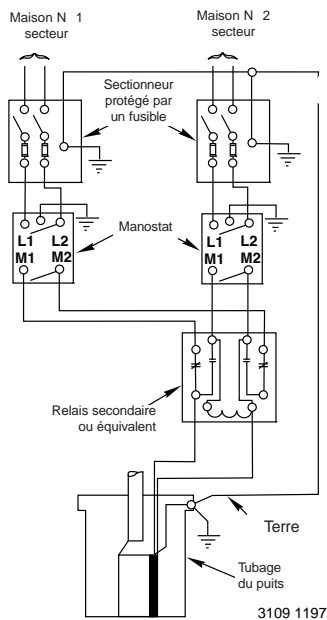 Maison N 1
secteur
Maison N 2
secteur
Sectionneur
protégé par
un fusible
L1 L2
M1 M2
Manostat
L1 L2
M1 M2
Relais secondaire
ou équivalent
Terre
Tubage
du puits
3109 1197